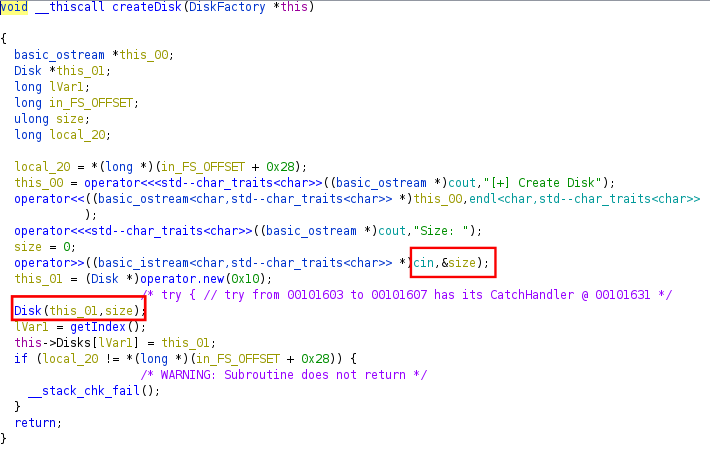 void __thiscall createDisk(DiskFactory *this)
{
basic_ostream *this_00;
Disk *this_01;
long lVar1;
long in_FS_OFFSET;
ulong size;
long local_20;
local_20 = *(long *)(in_FS_OFFSET + 0x28);
this_00 = operator<<<std--char_traits<char>>((basic_ostream *)cout,"[+] Create Disk");
operator<<((basic_ostream<char,std--char_traits<char>> *)this_00,endl<char,std--char_traits<char>>
);
operator<<<std--char_traits<char>>((basic_ostream *)cout,"Size: ");
size = 0;
operator>>((basic_istream<char,std--char_traits<char>> *)cin,&size);
this_01 = (Disk *)operator.new(0x10);
/* try { // try from 00101603 to 00101607 has its CatchHandler @ 00101631 */
Disk(this_01,size);
lVar1 = getIndex();
this->Disks[lVar1] = this_01;
if (local_20 != *(long *)(in_FS_OFFSET + 0x28)) {
/* WARNING: Subroutine does not return */
__stack_chk_fail();
}
return;
}